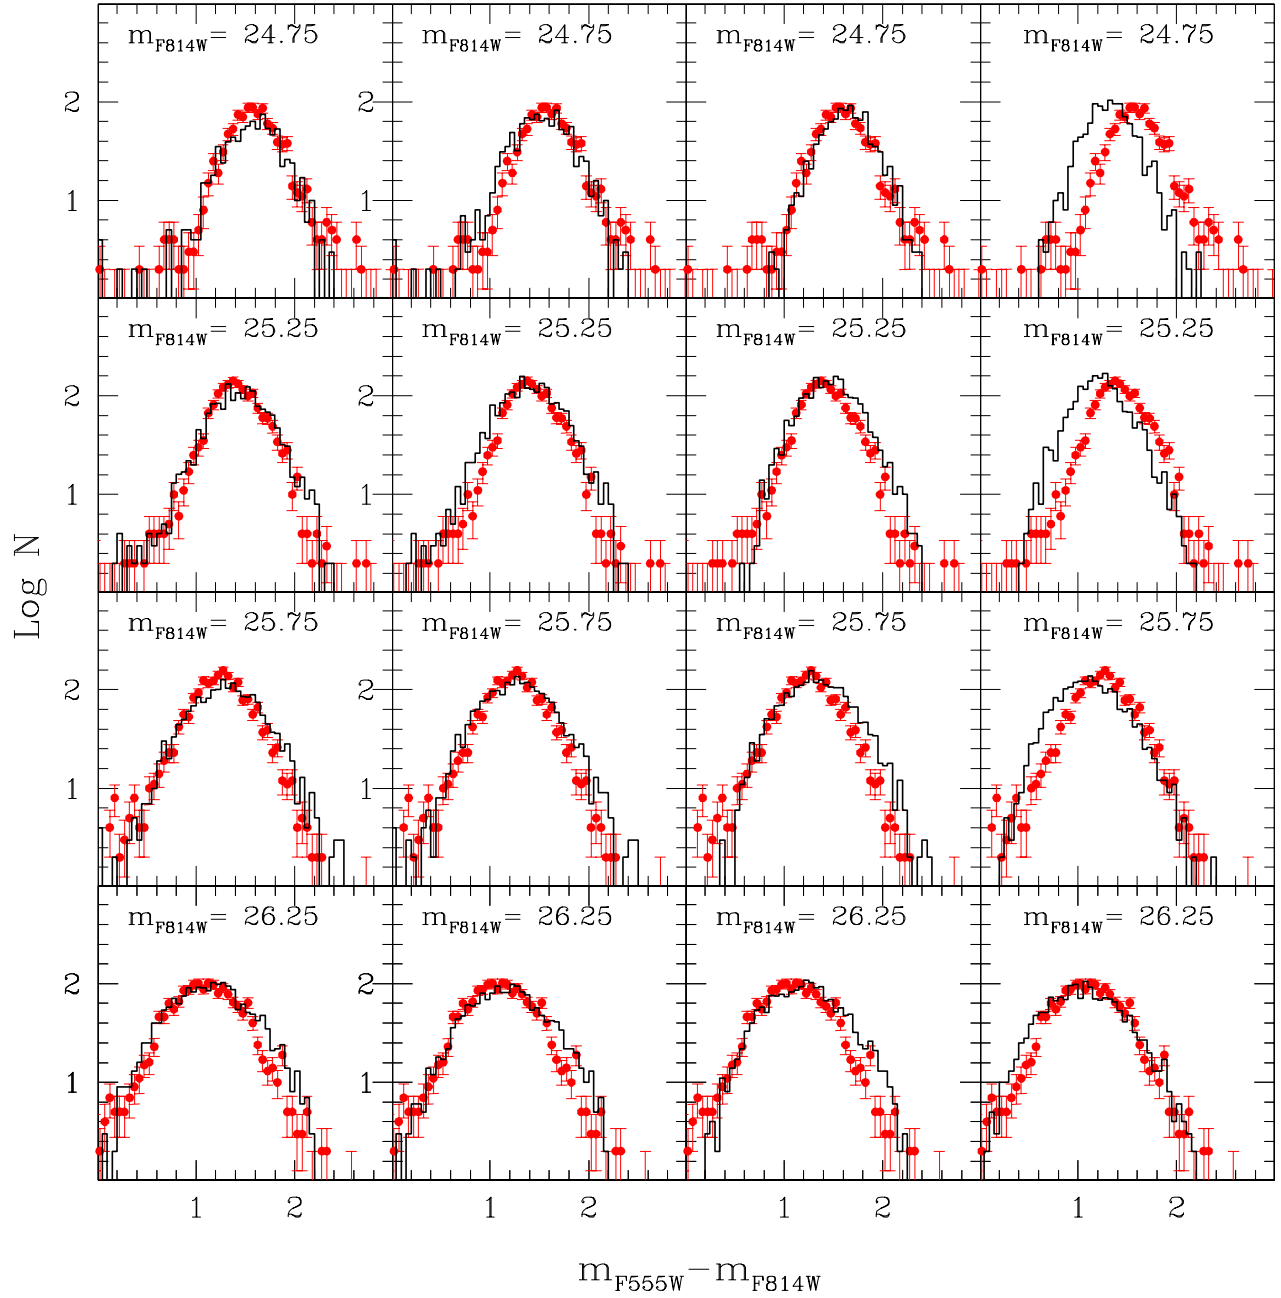 m_F814W= 24.75 m_F814W= 24.75 m_F814W= 24.75 m_F814W= 24.75
2 2
1 1
m_F814W= 25.25 m_F814W= 25.25 m_F814W= 25.25 m_F814W= 25.25
2 2
1 1
Log N
m_F814W= 25.75 m_F814W= 25.75 m_F814W= 25.75 m_F814W= 25.75
2 2
1 1
m_F814W= 26.25 m_F814W= 26.25 m_F814W= 26.25 m_F814W= 26.25
2 2
1 1
1 2 1 2 1 2 1 2
m_F555W−m_F814W